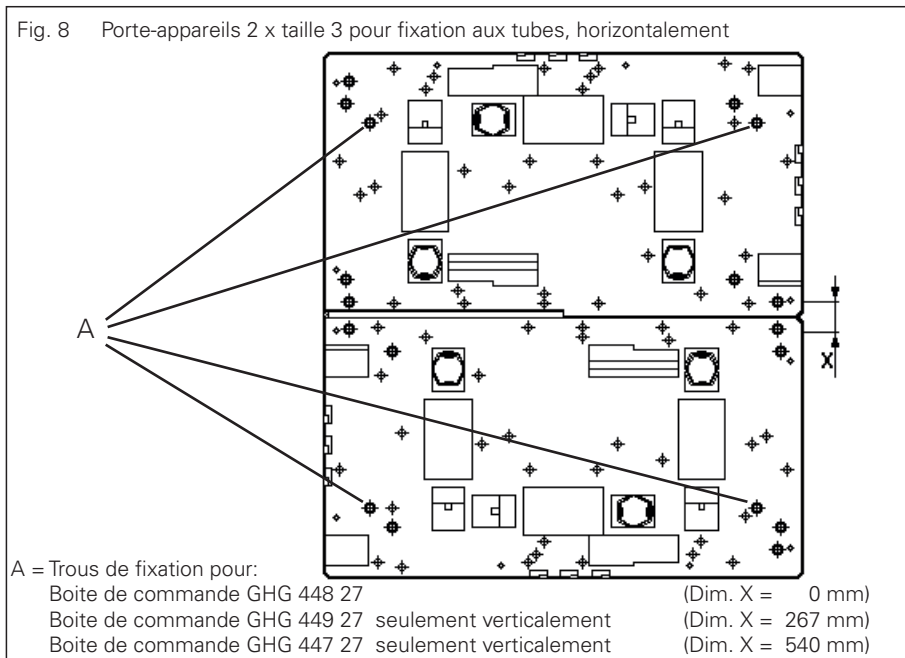 Fig. 8 Porte-appareils 2 x taille 3 pour fixation aux tubes, horizontalement
A
X
A = Trous de fixation pour:
Boite de commande GHG 448 27 (Dim. X = 0 mm)
Boite de commande GHG 449 27 seulement verticalement (Dim. X = 267 mm)
Boite de commande GHG 447 27 seulement verticalement (Dim. X = 540 mm)